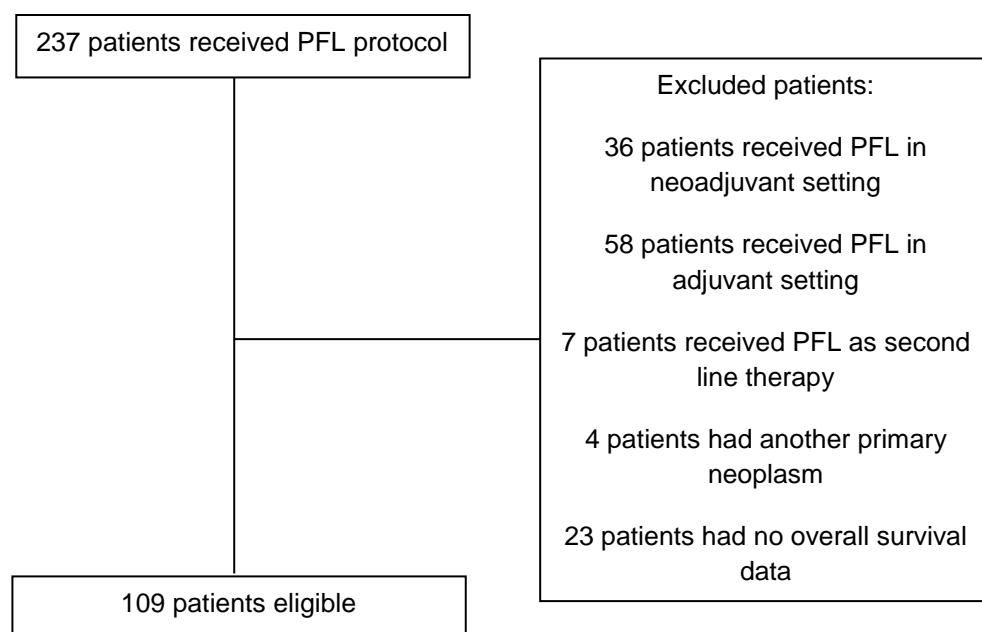 237 patients received PFL protocol
Excluded patients:
36 patients received PFL in
neoadjuvant setting
58 patients received PFL in
adjuvant setting
7 patients received PFL as second
line therapy
4 patients had another primary
neoplasm
23 patients had no overall survival
data
109 patients eligible